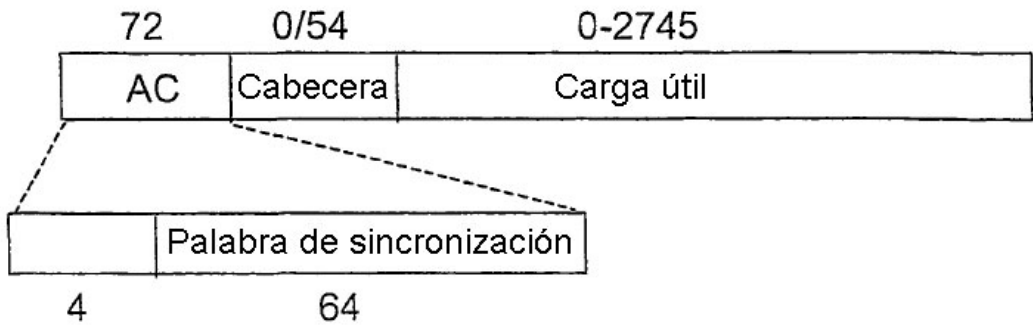 72 0/54 0-2745
AC Cabecera Carga útil
Palabra de sincronización
4 64